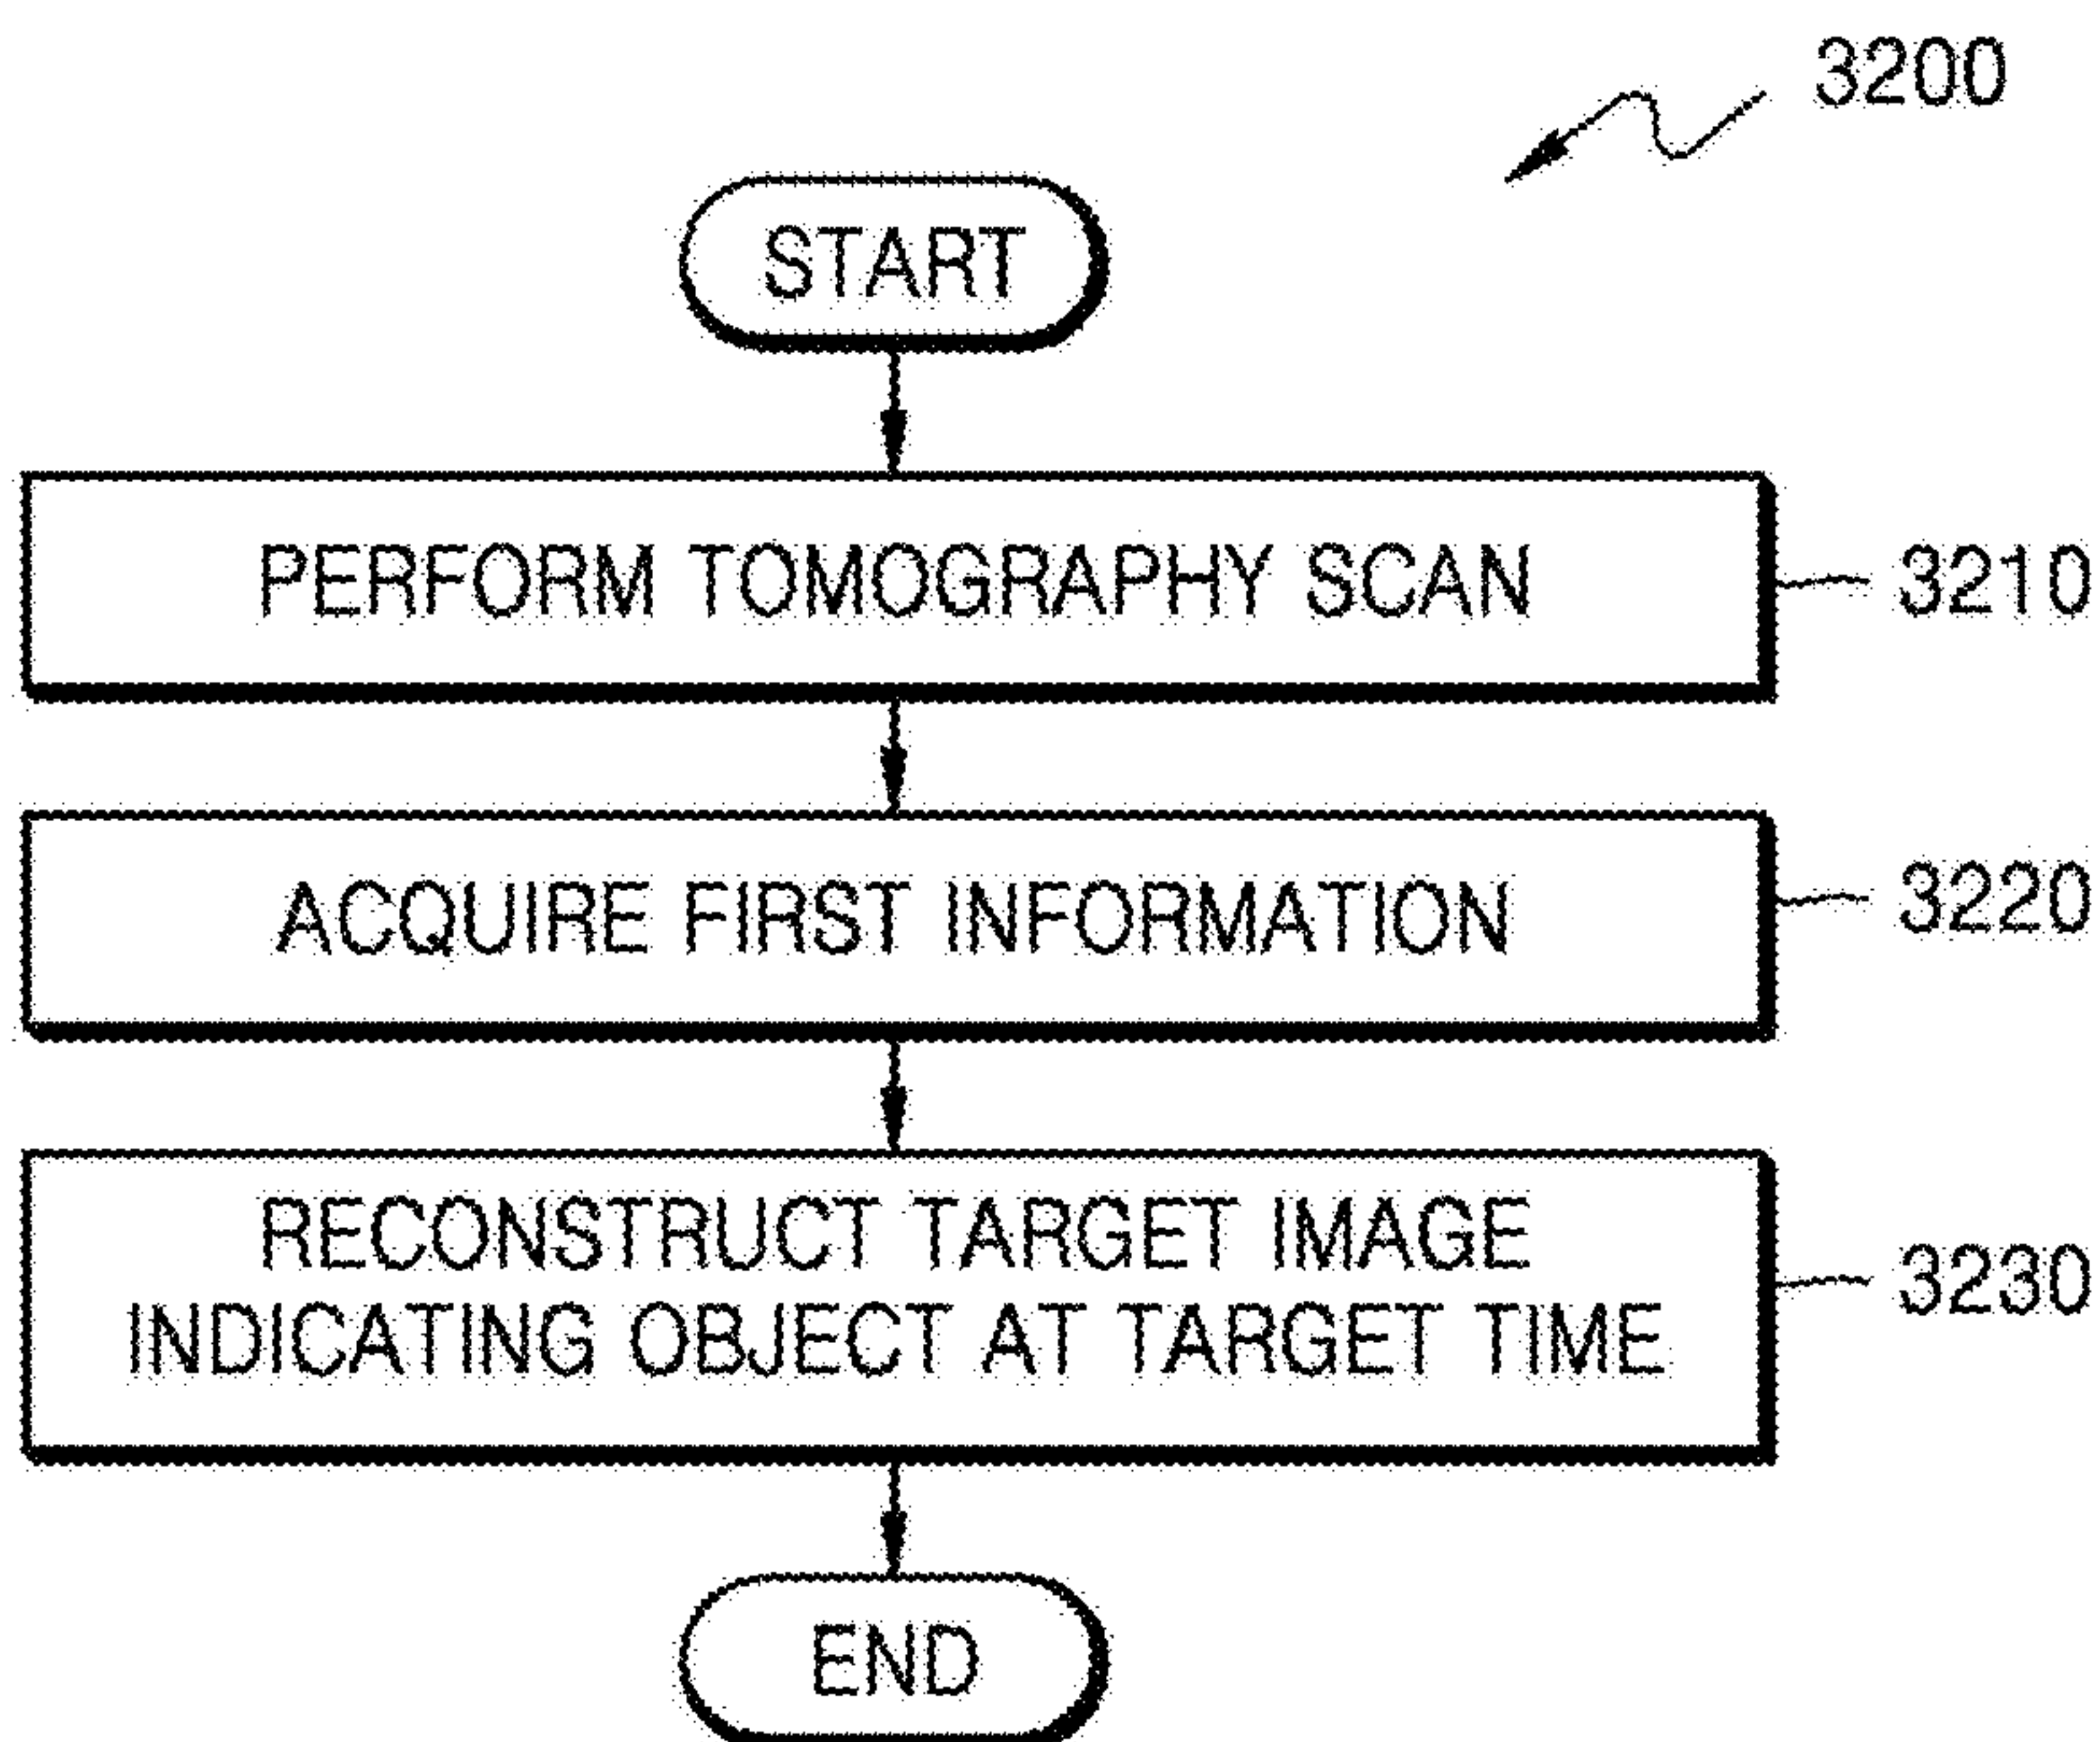 3200
START
PERFORM TOMOGRAPHY SCAN
3210
ACQUIRE FIRST INFORMATION
3220
RECONSTRUCT TARGET IMAGE
INDICATING OBJECT AT TARGET TIME
3230
END